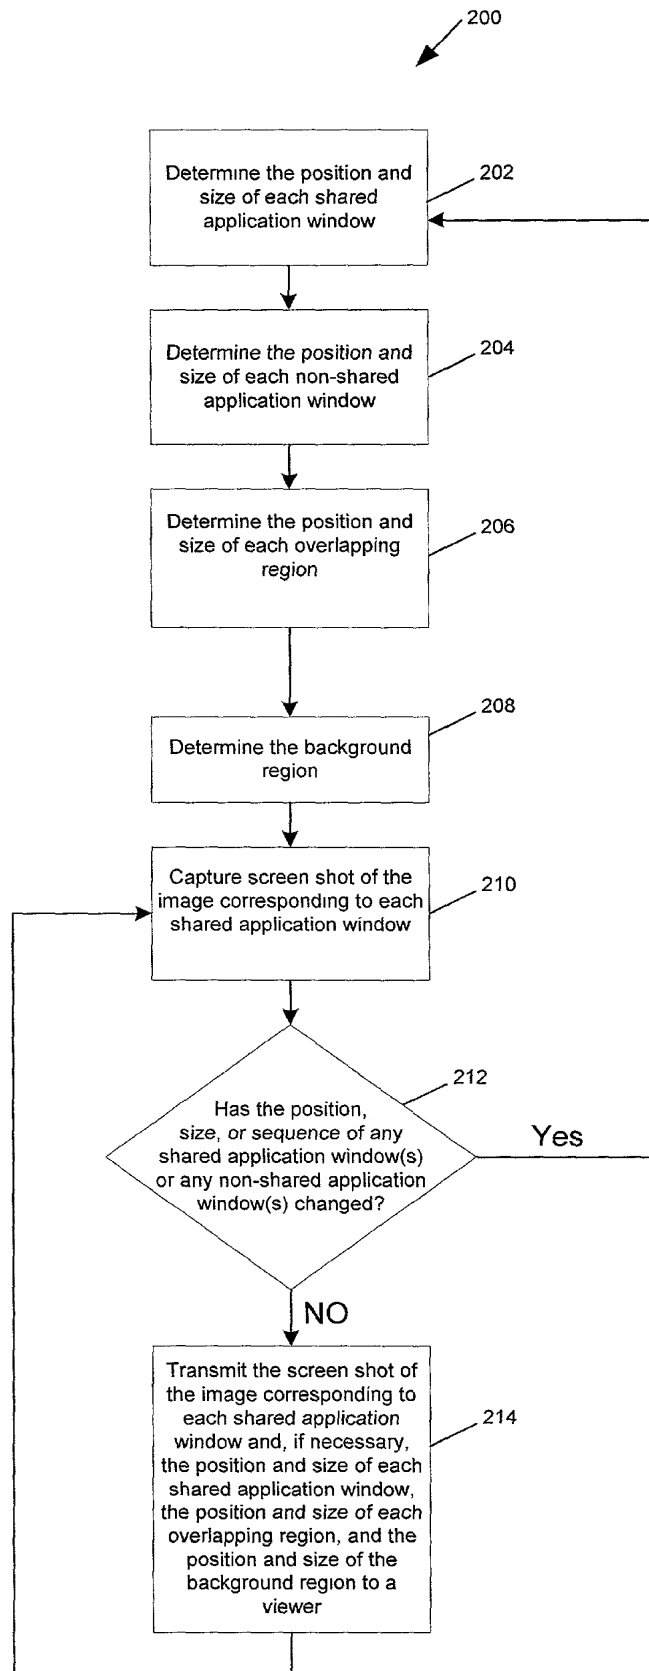 200
Determine the position and
size of each shared
application window
202
Determine the position and
size of each non-shared
application window
204
Determine the position and
size of each overlapping
region
206
Determine the background
region
208
Capture screen shot of the
image corresponding to each
shared application window
210
Has the position,
size, or sequence of any
shared application window(s)
or any non-shared application
window(s) changed?
212
Yes
NO
Transmit the screen shot of
the image corresponding to
each shared application
window and, if necessary,
the position and size of each
shared application window,
the position and size of each
overlapping region, and the
position and size of the
background region to a
viewer
214